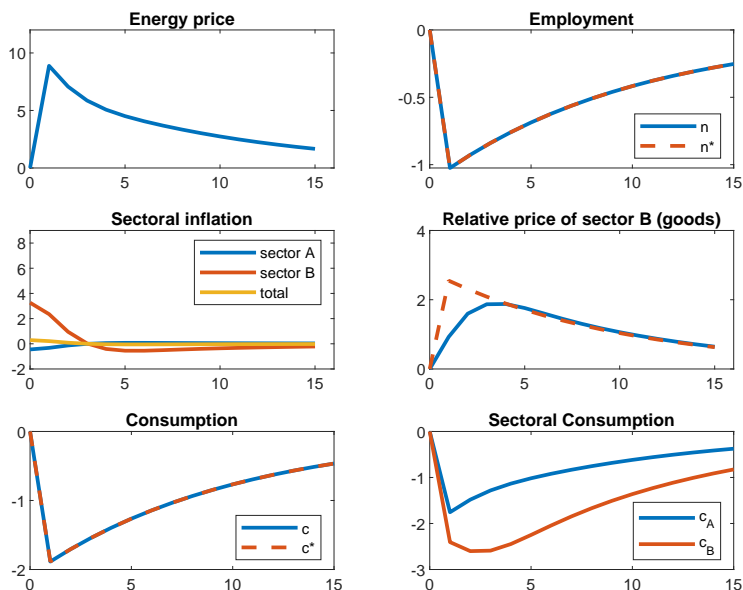 Energy price
10
5
0
0 5 10 15
Employment
0
-0.5
-1
0 5 10 15
n
n*
Sectoral inflation
8
6
4
2
0
-2
0 5 10 15
sector A
sector B
total
Relative price of sector B (goods)
4
2
0
0 5 10 15
Consumption
0
-1
-2
0 5 10 15
c
c*
Sectoral Consumption
0
-1
-2
-3
0 5 10 15
c_A
c_B